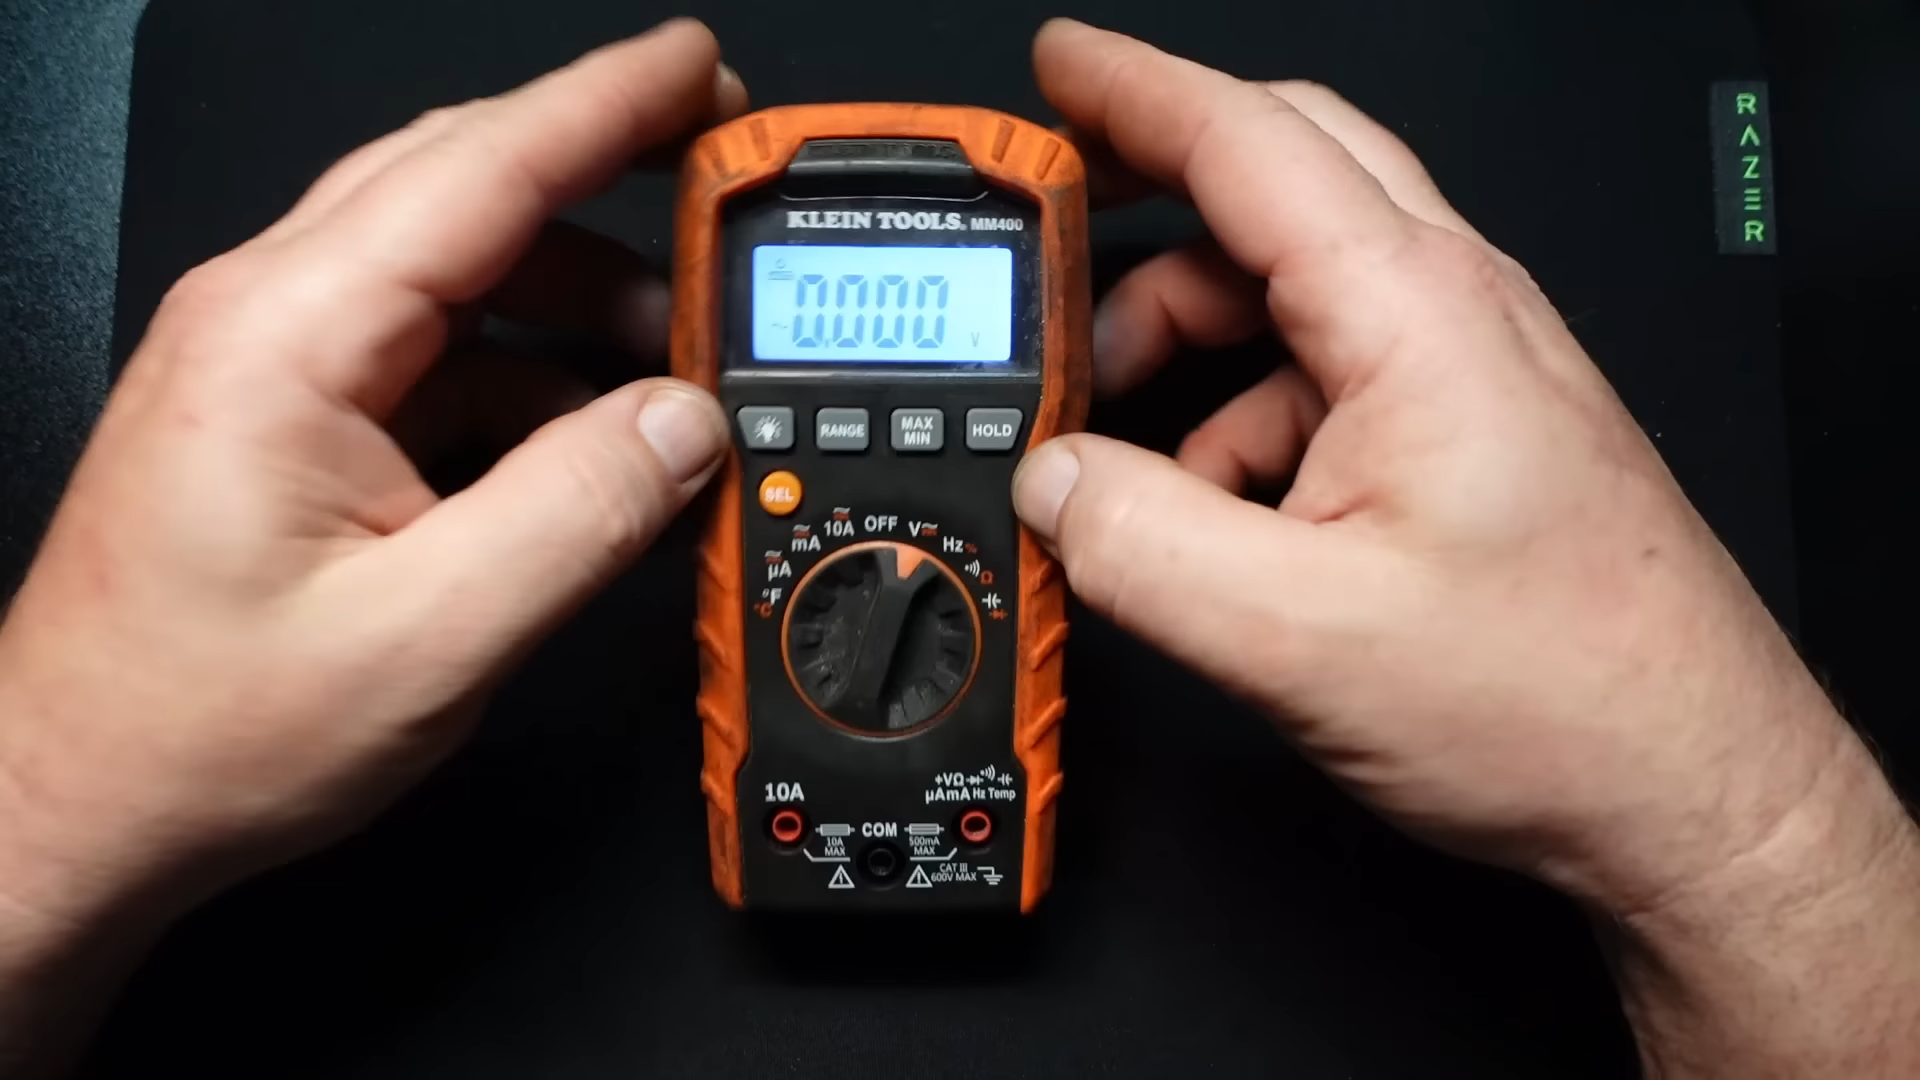 KLEIN TOOLS. MM400
0.000
V
RANGE
MAX
MIN
HOLD
SEL
µA
mA
10A
OFF
V
Hz %
Ω
°F
°C
10A
+VΩ
µAmA Hz Temp
COM
10A
MAX
500mA
MAX
CAT III
600V MAX
RAZER